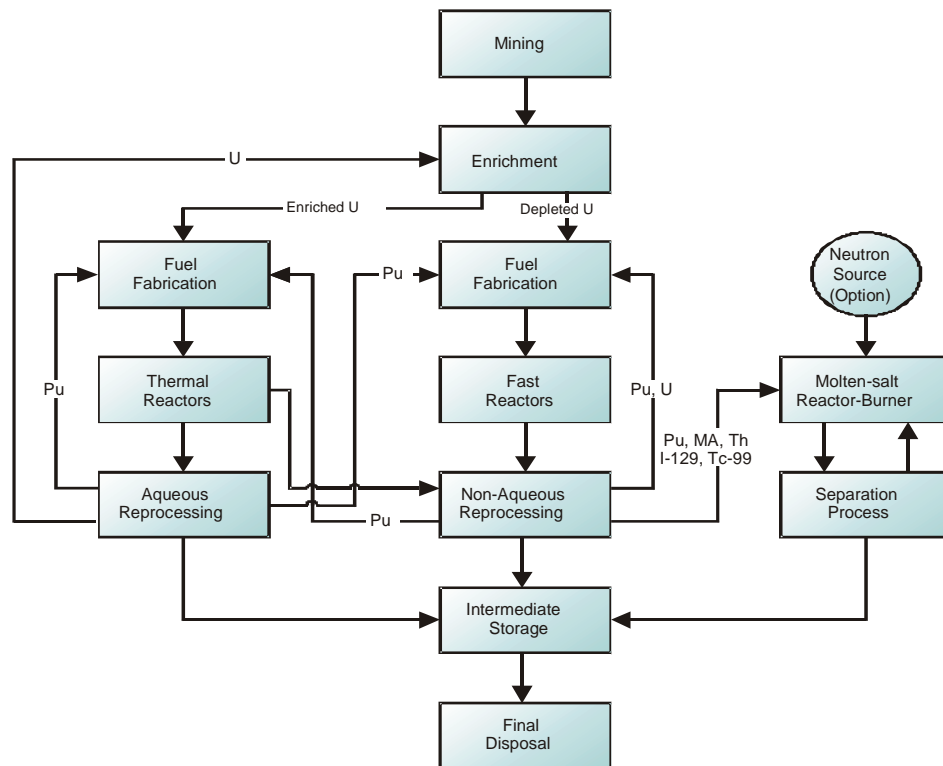 Mining
U
Enrichment
Enriched U
Depleted U
Fuel
Fabrication
Pu
Fuel
Fabrication
Neutron
Source
(Option)
Pu
Thermal
Reactors
Fast
Reactors
Pu, U
Molten-salt
Reactor-Burner
Pu, MA, Th
I-129, Tc-99
Aqueous
Reprocessing
Pu
Non-Aqueous
Reprocessing
Separation
Process
Intermediate
Storage
Final
Disposal